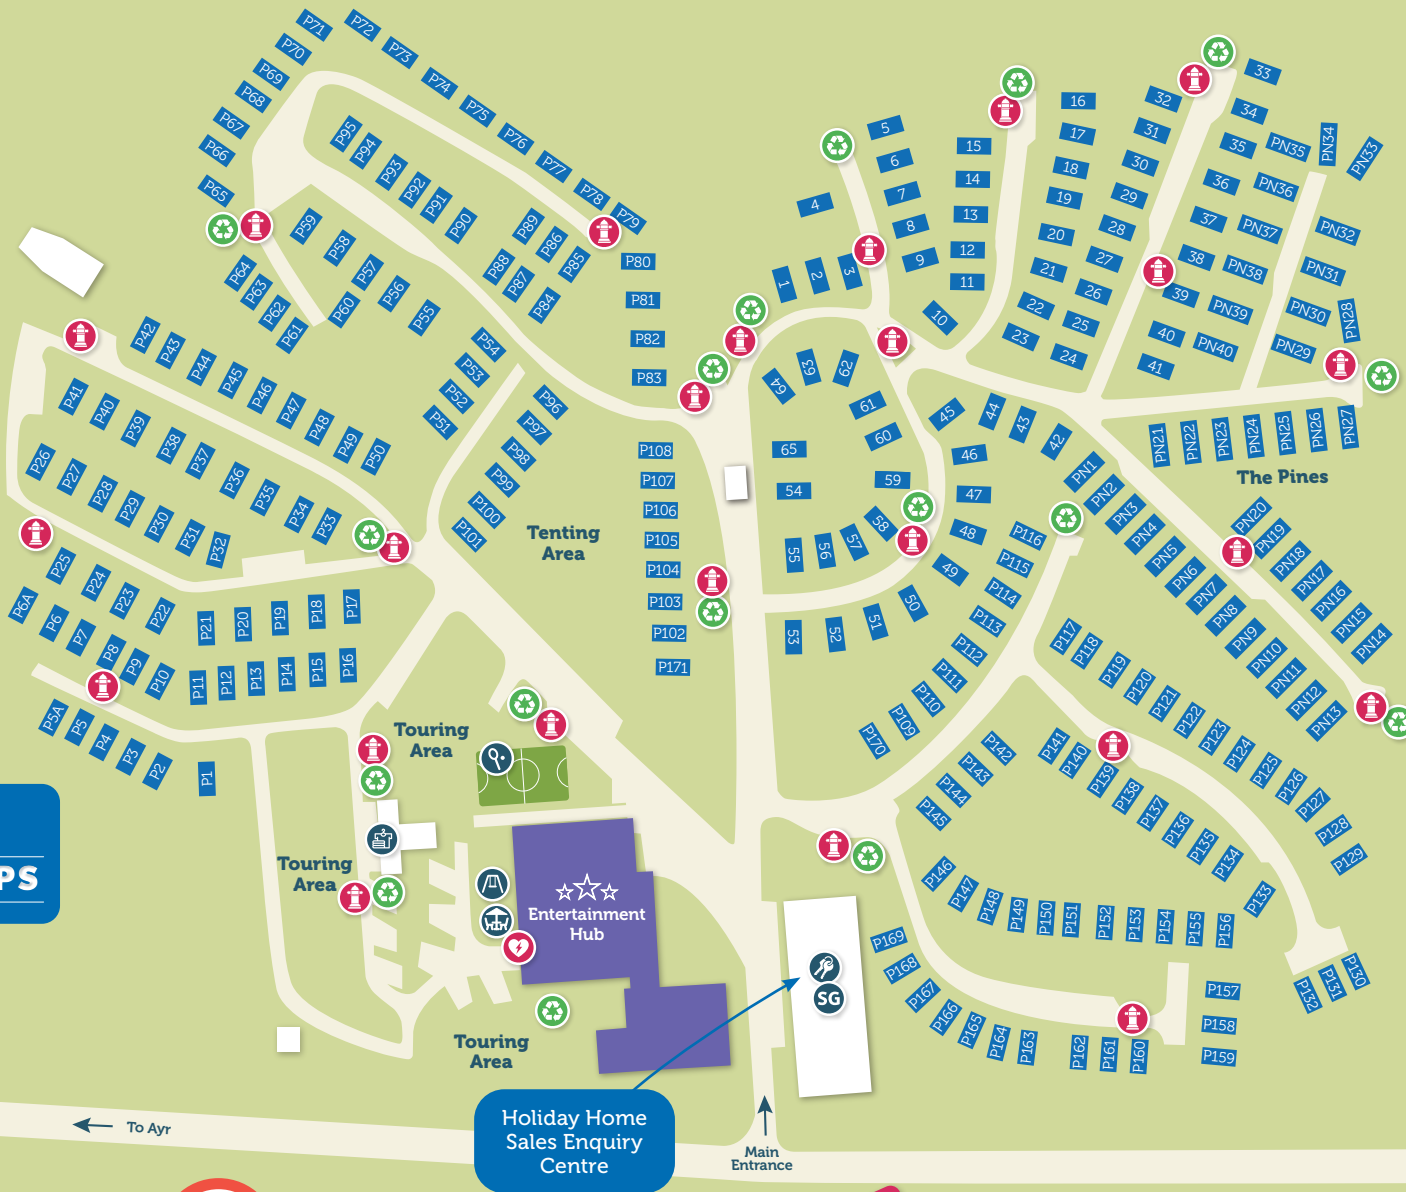 P71
P72
P70
P73
P69
P74
P68
P75
P67
P76
P66
P77
P65
P78
P79
P95
P94
P93
P92
P91
P90
P89
P86
P85
P88
P87
P84
P80
P81
P82
P83
P59
P58
P57
P56
P55
P60
P64
P63
P62
P61
P54
P53
P52
P51
P42
P43
P44
P45
P46
P47
P48
P49
P50
P41
P40
P39
P38
P37
P36
P35
P34
P33
P26
P27
P28
P29
P30
P31
P32
P96
P97
P98
P99
P100
P101
Tenting
Area
P108
P107
P106
P105
P104
P103
P102
P171
P25
P24
P23
P22
P21
P20
P19
P18
P17
P6A
P6
P7
P8
P9
P10
P11
P12
P13
P14
P15
P16
P5A
P5
P4
P3
P2
P1
1
2
3
4
5
6
7
8
9
10
11
12
13
14
15
16
17
18
19
20
21
22
23
24
25
26
27
28
29
30
31
32
33
34
35
36
37
38
39
40
41
PN35
PN34
PN33
PN36
PN37
PN38
PN39
PN40
PN32
PN31
PN30
PN29
PN28
64
63
62
61
60
59
65
54
55
56
57
58
45
44
43
42
46
47
48
49
50
51
52
53
PN21
PN22
PN23
PN24
PN25
PN26
PN27
The Pines
PN1
PN2
PN3
PN4
PN5
PN6
PN7
PN8
PN9
PN10
PN11
PN12
PN13
PN20
PN19
PN18
PN17
PN16
PN15
PN14
P116
P115
P114
P113
P112
P111
P110
P109
P170
P117
P118
P119
P120
P121
P122
P123
P124
P125
P126
P127
P128
P129
P142
P143
P144
P145
P141
P140
P139
P138
P137
P136
P135
P134
P133
P146
P147
P148
P149
P150
P151
P152
P153
P154
P155
P156
P130
P131
P132
P169
P168
P167
P166
P165
P164
P163
P162
P161
P160
P157
P158
P159
Touring
Area
Touring
Area
Entertainment
Hub
Touring
Area
SG
PS
Holiday Home
Sales Enquiry
Centre
To Ayr
Main
Entrance